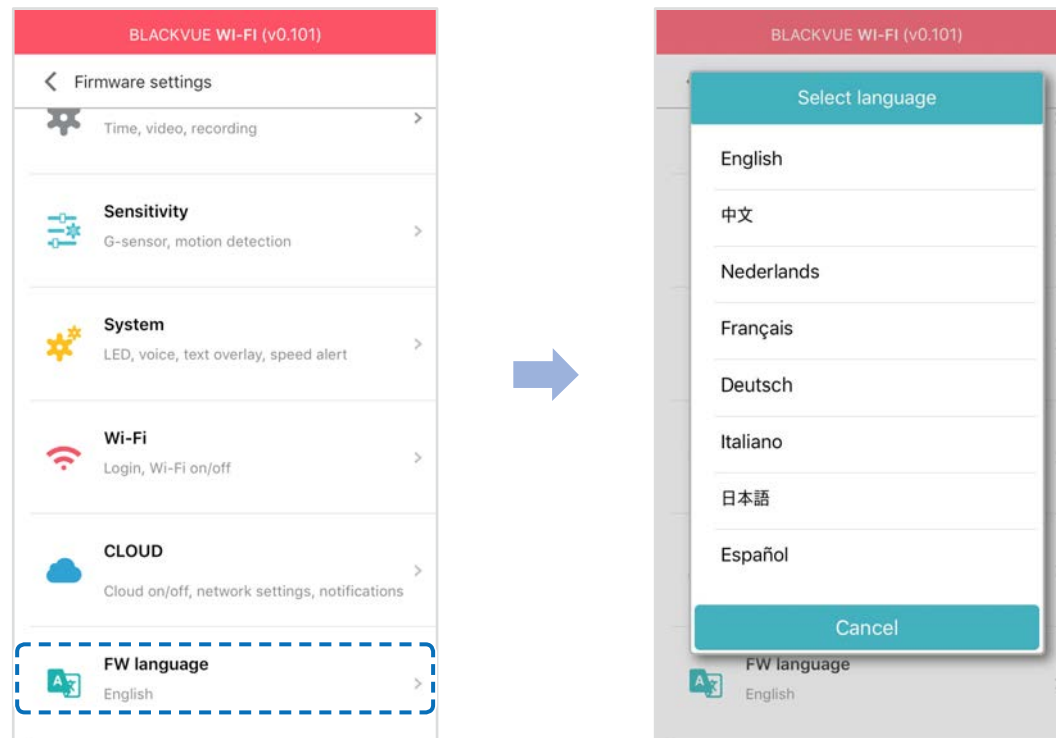 BLACKVUE WI-FI (v0.101)
Firmware settings
Time, video, recording
Sensitivity
G-sensor, motion detection
System
LED, voice, text overlay, speed alert
Wi-Fi
Login, Wi-Fi on/off
CLOUD
Cloud on/off, network settings, notifications
FW language
English
BLACKVUE WI-FI (v0.101)
Select language
English
中文
Nederlands
Français
Deutsch
Italiano
日本語
Español
Cancel
FW language
English